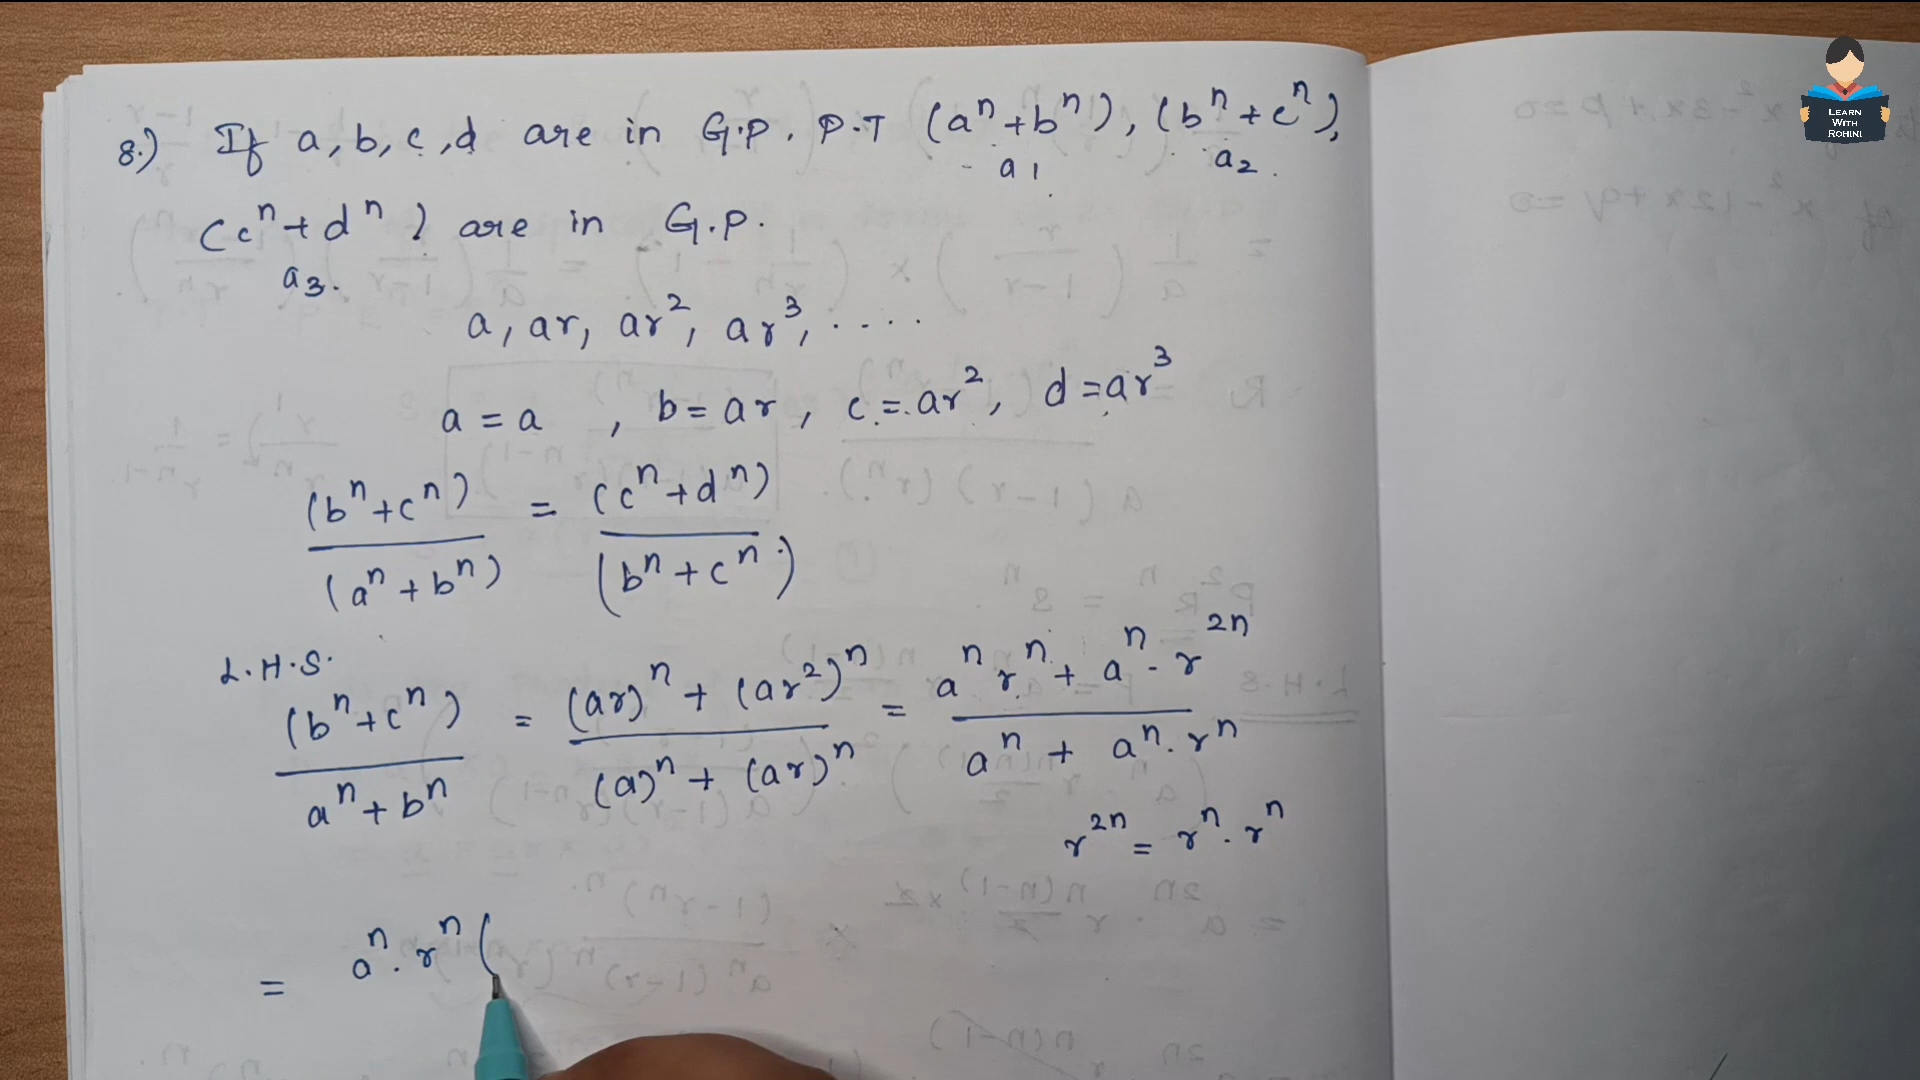 8.) If a, b, c, d are in G.P. P.T (aⁿ+bⁿ), (bⁿ+cⁿ),
a₁ a₂
(cⁿ+dⁿ) are in G.P.
a₃.
a, ar, ar², ar³, ....
a = a , b = ar , c = ar², d = ar³
(bⁿ+cⁿ)/(aⁿ+bⁿ) = (cⁿ+dⁿ)/(bⁿ+cⁿ)
L.H.S.
(bⁿ+cⁿ)/aⁿ+bⁿ = (ar)ⁿ+(ar²)ⁿ/(a)ⁿ+(ar)ⁿ = aⁿ rⁿ + aⁿ · r²ⁿ/aⁿ + aⁿ · rⁿ
r²ⁿ = rⁿ · rⁿ
= aⁿ · rⁿ (
LEARN
WITH
ROHINI